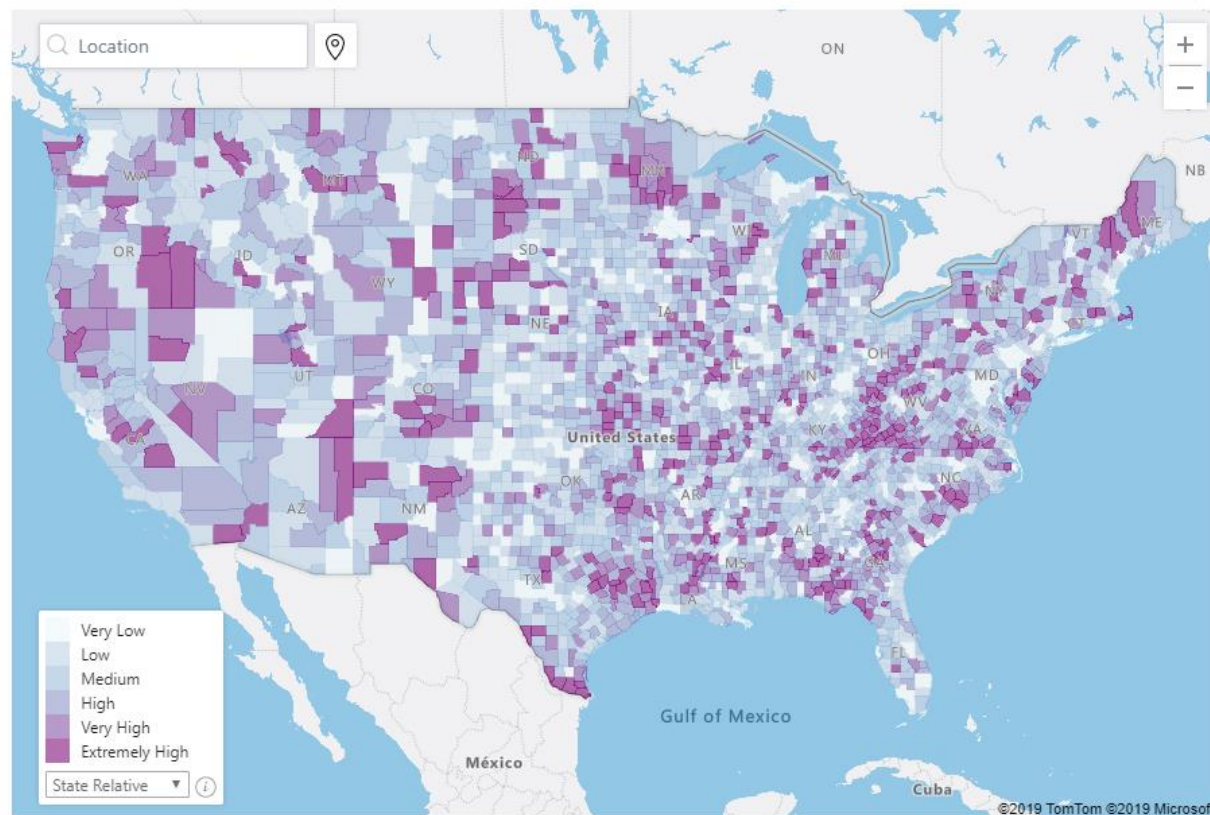 Location
ON
+
−
NB
WA
MT
ND
MN
ME
VT
OR
ID
SD
WI
MI
NY
WY
IA
CT
NE
OH
IL
IN
MD
NV
UT
CO
WV
CA
United States
KY
VA
OK
NC
AZ
NM
AR
AL
TX
MS
GA
LA
FL
Very Low
Low
Medium
High
Very High
Extremely High
State Relative
Gulf of Mexico
México
Cuba
©2019 TomTom ©2019 Microsof